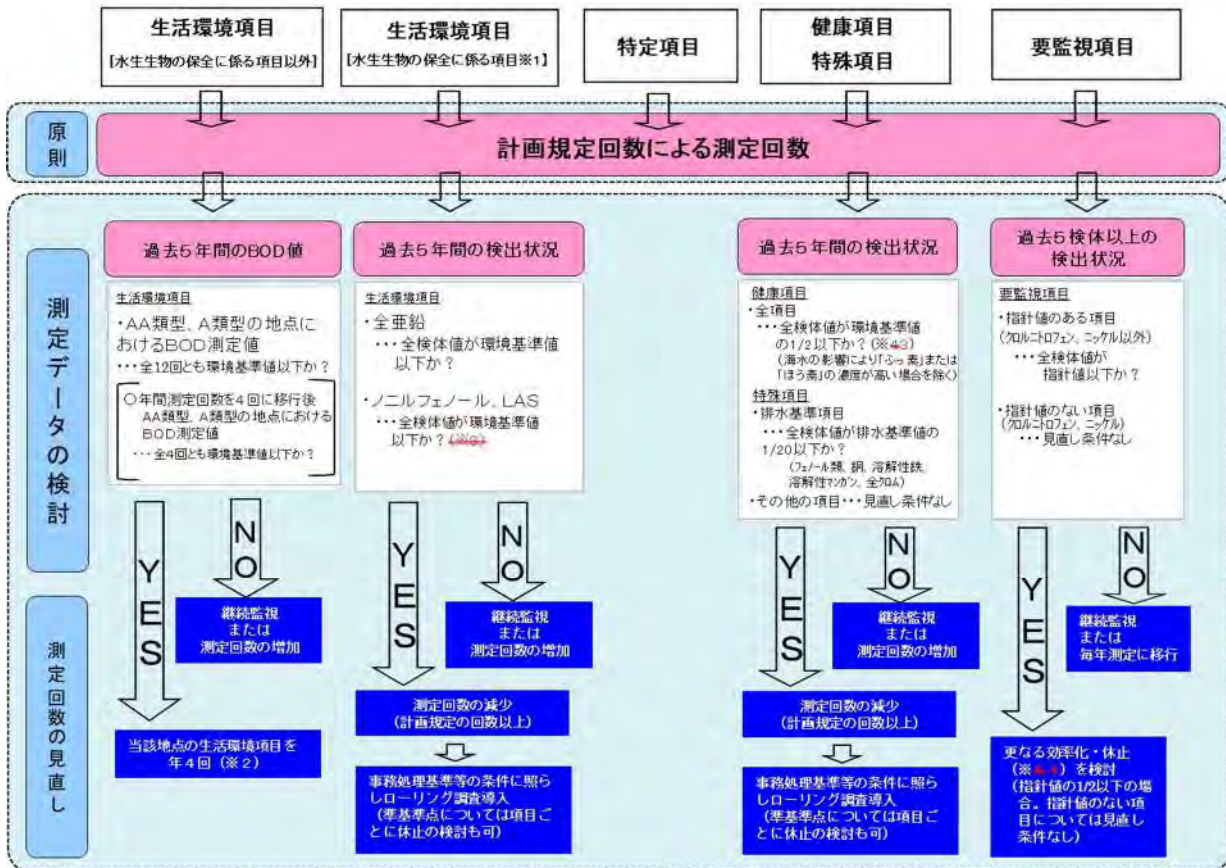 生活環境項目
[水生生物の保全に係る項目以外]
生活環境項目
[水生生物の保全に係る項目※1]
特定項目
健康項目
特殊項目
要監視項目
原則
計画規定回数による測定回数
測定データの検討
過去5年間のBOD値
生活環境項目
・AA類型、A類型の地点に
おけるBOD測定値
・・・全12回とも環境基準値以下か?
○年間測定回数を4回に移行後
AA類型、A類型の地点における
BOD測定値
・・・全4回とも環境基準値以下か?
YES
NO
過去5年間の検出状況
生活環境項目
・全亜鉛
・・・全検体値が環境基準値
以下か?
・ノニルフェノール、LAS
・・・全検体値が環境基準値
以下か?(※3)
YES
NO
過去5年間の検出状況
健康項目
・全項目
・・・全検体値が環境基準値
の1/2以下か?(※43)
(海水の影響により「ふっ素」または
「ほう素」の濃度が高い場合を除く)
特殊項目
・排水基準項目
・・・全検体値が排水基準値の
1/20以下か?
(フェノール類、銅、溶解性鉄、
溶解性マンガン、全クロム)
・その他の項目・・・見直し条件なし
YES
NO
過去5検体以上の
検出状況
要監視項目
・指針値のある項目
(クロルニトロフェン、ニッケル以外)
・・・全検体値が
指針値以下か?
・指針値のない項目
(クロルニトロフェン、ニッケル)
・・・見直し条件なし
YES
NO
測定回数の見直し
継続監視
または
測定回数の増加
当該地点の生活環境項目を
年4回(※2)
継続監視
または
測定回数の増加
測定回数の減少
(計画規定の回数以上)
事務処理基準等の条件に照ら
しローリング調査導入
(準基準点については項目ご
とに休止の検討も可)
継続監視
または
測定回数の増加
測定回数の減少
(計画規定の回数以上)
事務処理基準等の条件に照ら
しローリング調査導入
(準基準点については項目ご
とに休止の検討も可)
継続監視
または
毎年測定に移行
更なる効率化・休止
(※4)を検討
(指針値の1/2以下の場
合。指針値のない項
目については見直し
条件なし)